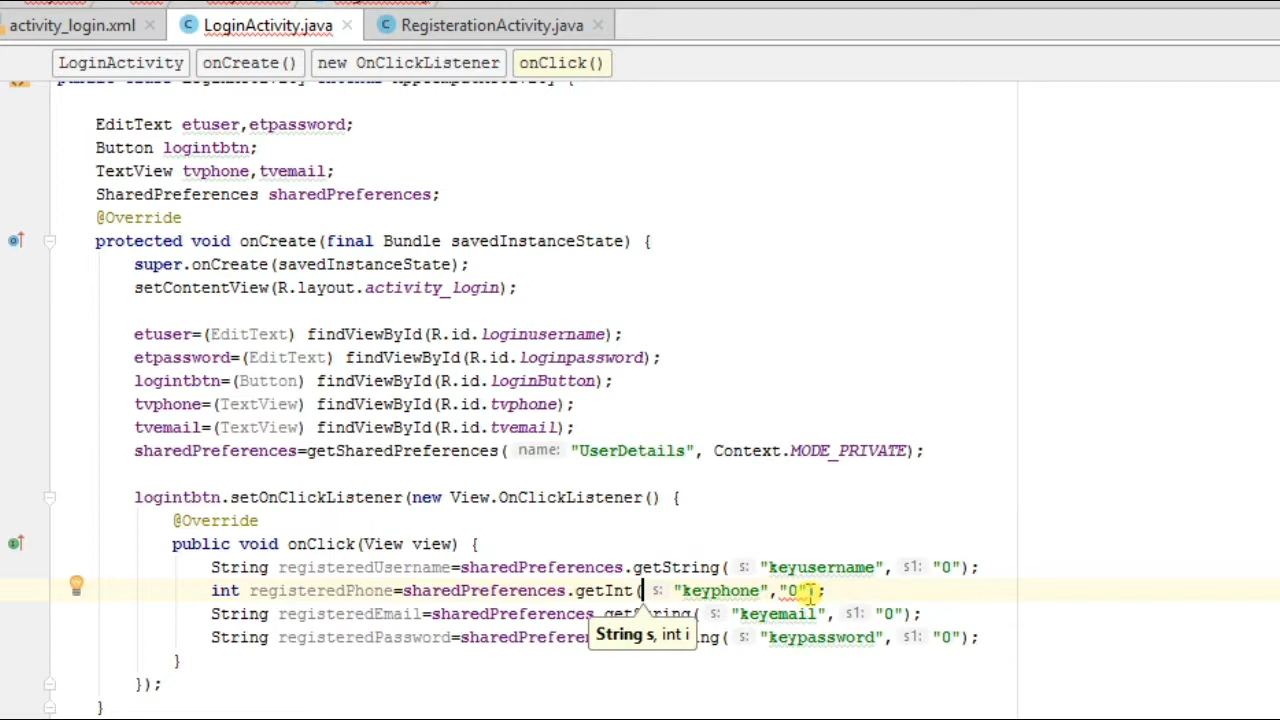 activity_login.xml LoginActivity.java RegisterationActivity.java
LoginActivity onCreate() new OnClickListener onClick()
EditText etuser,etpassword;
Button logintbtn;
TextView tvphone,tvemail;
SharedPreferences sharedPreferences;
@Override
protected void onCreate(final Bundle savedInstanceState) {
super.onCreate(savedInstanceState);
setContentView(R.layout.activity_login);
etuser=(EditText) findViewById(R.id.loginusername);
etpassword=(EditText) findViewById(R.id.loginpassword);
logintbtn=(Button) findViewById(R.id.loginButton);
tvphone=(TextView) findViewById(R.id.tvphone);
tvemail=(TextView) findViewById(R.id.tvemail);
sharedPreferences=getSharedPreferences( name: "UserDetails", Context.MODE_PRIVATE);
logintbtn.setOnClickListener(new View.OnClickListener() {
@Override
public void onClick(View view) {
String registeredUsername=sharedPreferences.getString( s: "keyusername", s1: "0");
int registeredPhone=sharedPreferences.getInt( s: "keyphone","0");
String registeredEmail=sharedPreferences.getString( s: "keyemail", s1: "0");
String s, int i
String registeredPassword=sharedPrefere ng( s: "keypassword", s1: "0");
}
});
}